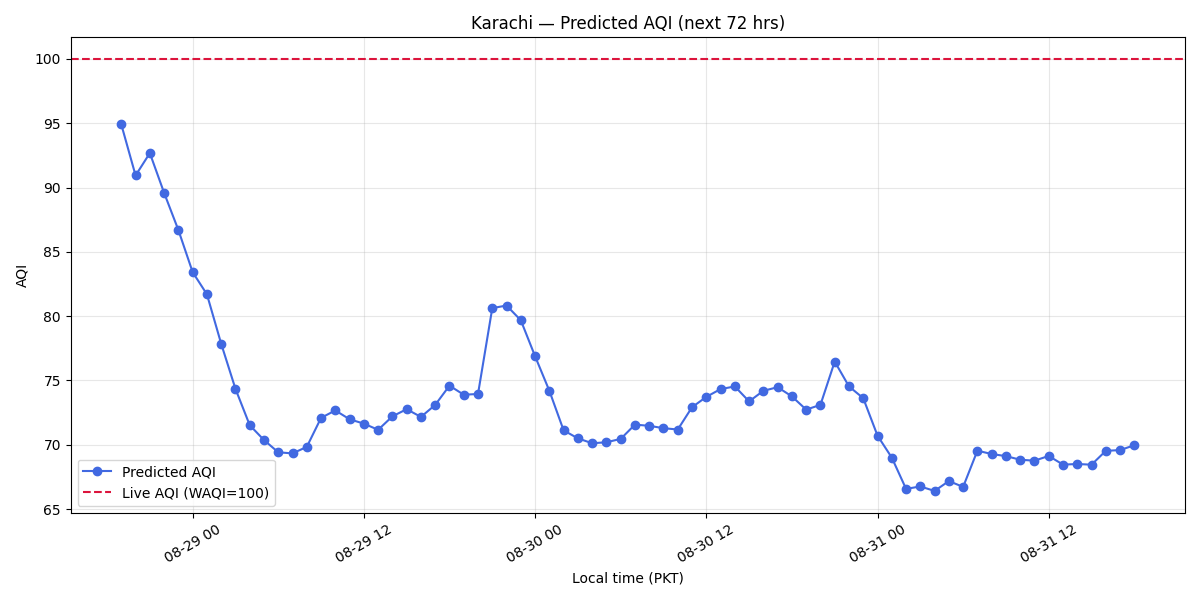 Karachi — Predicted AQI (next 72 hrs)
AQI
100
95
90
85
80
75
70
65
Predicted AQI
Live AQI (WAQI=100)
08-29 00
08-29 12
08-30 00
08-30 12
08-31 00
08-31 12
Local time (PKT)